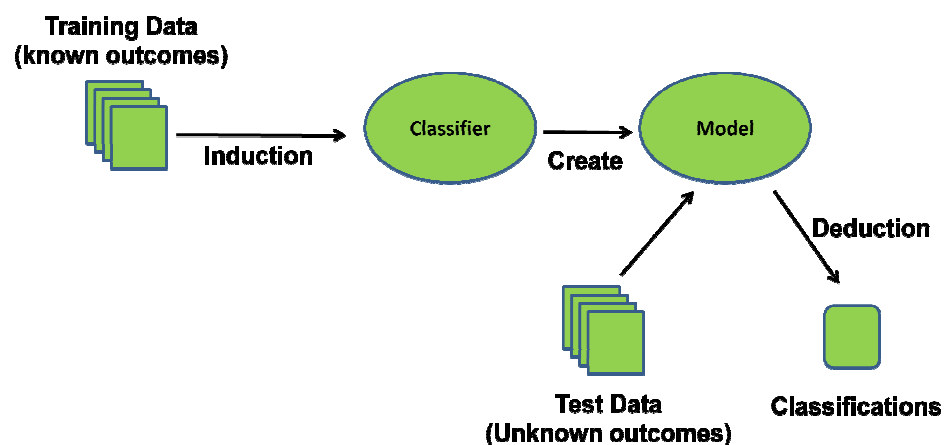 Training Data
(known outcomes)
Induction
Classifier
Create
Model
Deduction
Test Data
(Unknown outcomes)
Classifications